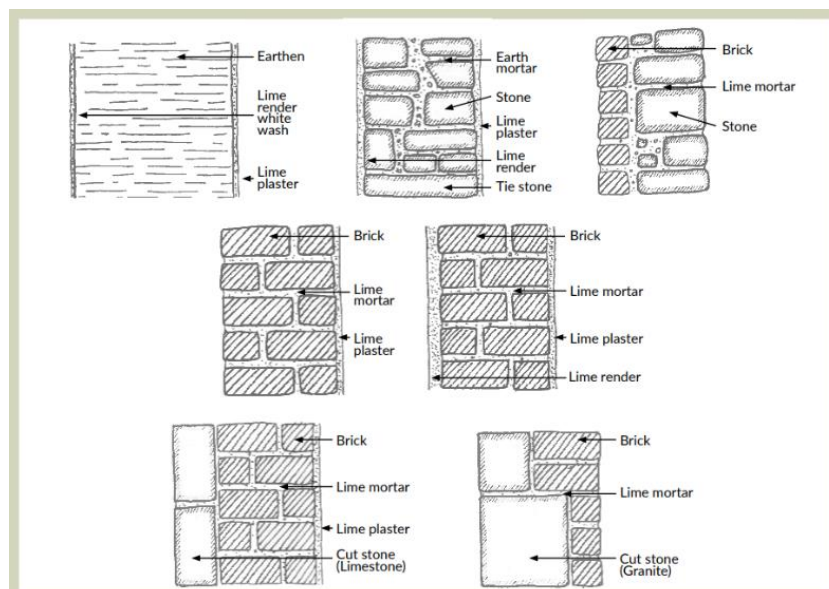 Earthen
Lime
render
white
wash
Lime
plaster
Earth
mortar
Stone
Lime
plaster
Lime
render
Tie stone
Brick
Lime mortar
Stone
Brick
Lime
mortar
Lime
plaster
Brick
Lime mortar
Lime plaster
Lime render
Brick
Lime mortar
Lime plaster
Cut stone
(Limestone)
Brick
Lime mortar
Cut stone
(Granite)